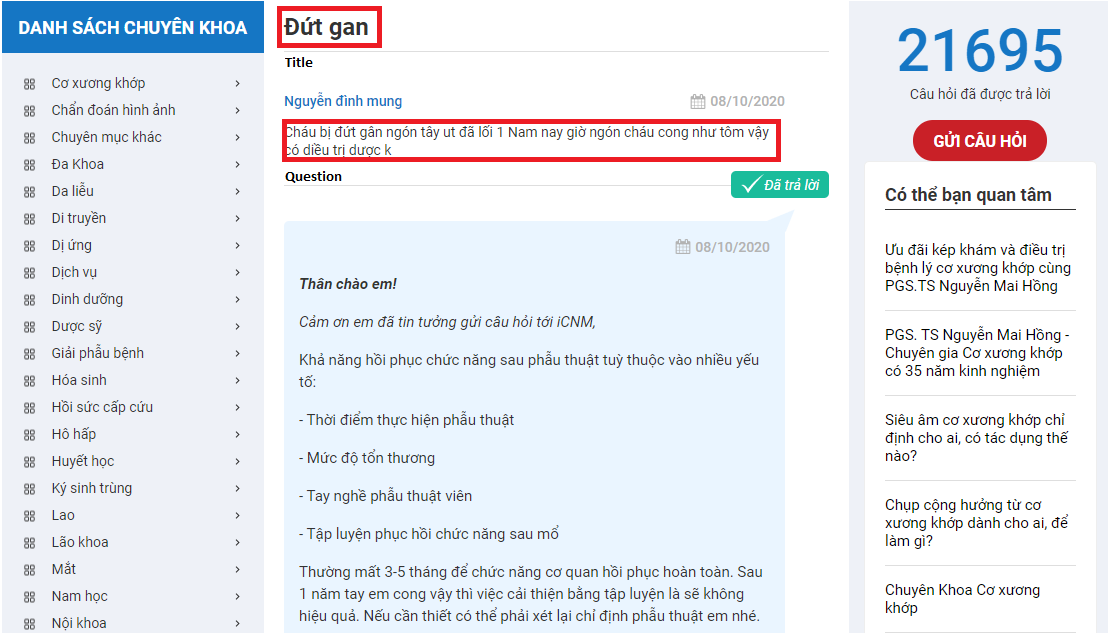 DANH SÁCH CHUYÊN KHOA
Cơ xương khớp
Chẩn đoán hình ảnh
Chuyên mục khác
Đa Khoa
Da liễu
Di truyền
Dị ứng
Dịch vụ
Dinh dưỡng
Dược sỹ
Giải phẫu bệnh
Hóa sinh
Hồi sức cấp cứu
Hô hấp
Huyết học
Ký sinh trùng
Lao
Lão khoa
Mắt
Nam học
Nội khoa
Đứt gan
Title
Nguyễn đình mung
08/10/2020
Cháu bị đứt gân ngón tây ut đã lối 1 Nam nay giờ ngón cháu cong như tôm vậy
có diều trị dược k
Question
Đã trả lời
08/10/2020
Thân chào em!
Cảm ơn em đã tin tưởng gửi câu hỏi tới iCNM,
Khả năng hồi phục chức năng sau phẫu thuật tuỳ thuộc vào nhiều yếu
tố:
- Thời điểm thực hiện phẫu thuật
- Mức độ tổn thương
- Tay nghề phẫu thuật viên
- Tập luyện phục hồi chức năng sau mổ
Thường mất 3-5 tháng để chức năng cơ quan hồi phục hoàn toàn. Sau
1 năm tay em cong vậy thì việc cải thiện bằng tập luyện là sẽ không
hiệu quả. Nếu cần thiết có thể phải xét lại chỉ định phẫu thuật em nhé.
21695
Câu hỏi đã được trả lời
GỬI CÂU HỎI
Có thể bạn quan tâm
Ưu đãi kép khám và điều trị
bệnh lý cơ xương khớp cùng
PGS.TS Nguyễn Mai Hồng
PGS. TS Nguyễn Mai Hồng -
Chuyên gia Cơ xương khớp
có 35 năm kinh nghiệm
Siêu âm cơ xương khớp chỉ
định cho ai, có tác dụng thế
nào?
Chụp cộng hưởng từ cơ
xương khớp dành cho ai, để
làm gì?
Chuyên Khoa Cơ xương
khớp